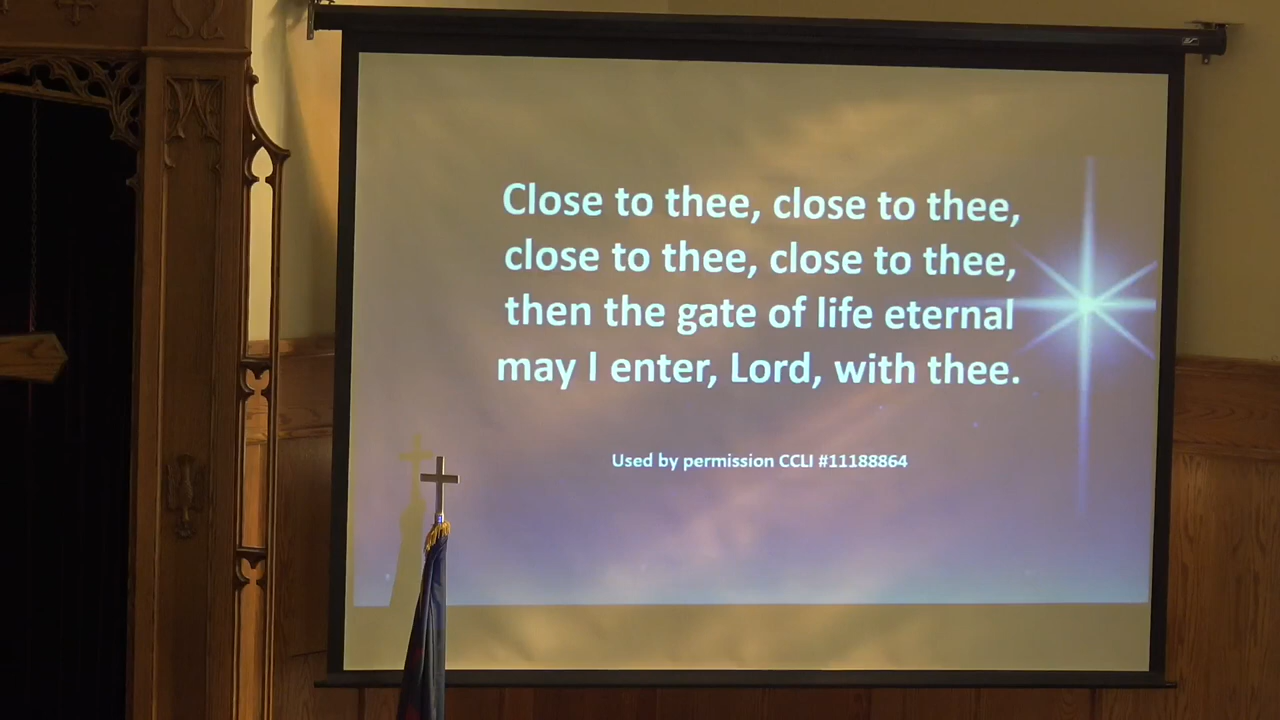 Close to thee, close to thee,
close to thee, close to thee,
then the gate of life eternal
may I enter, Lord, with thee.
Used by permission CCLI #11188864